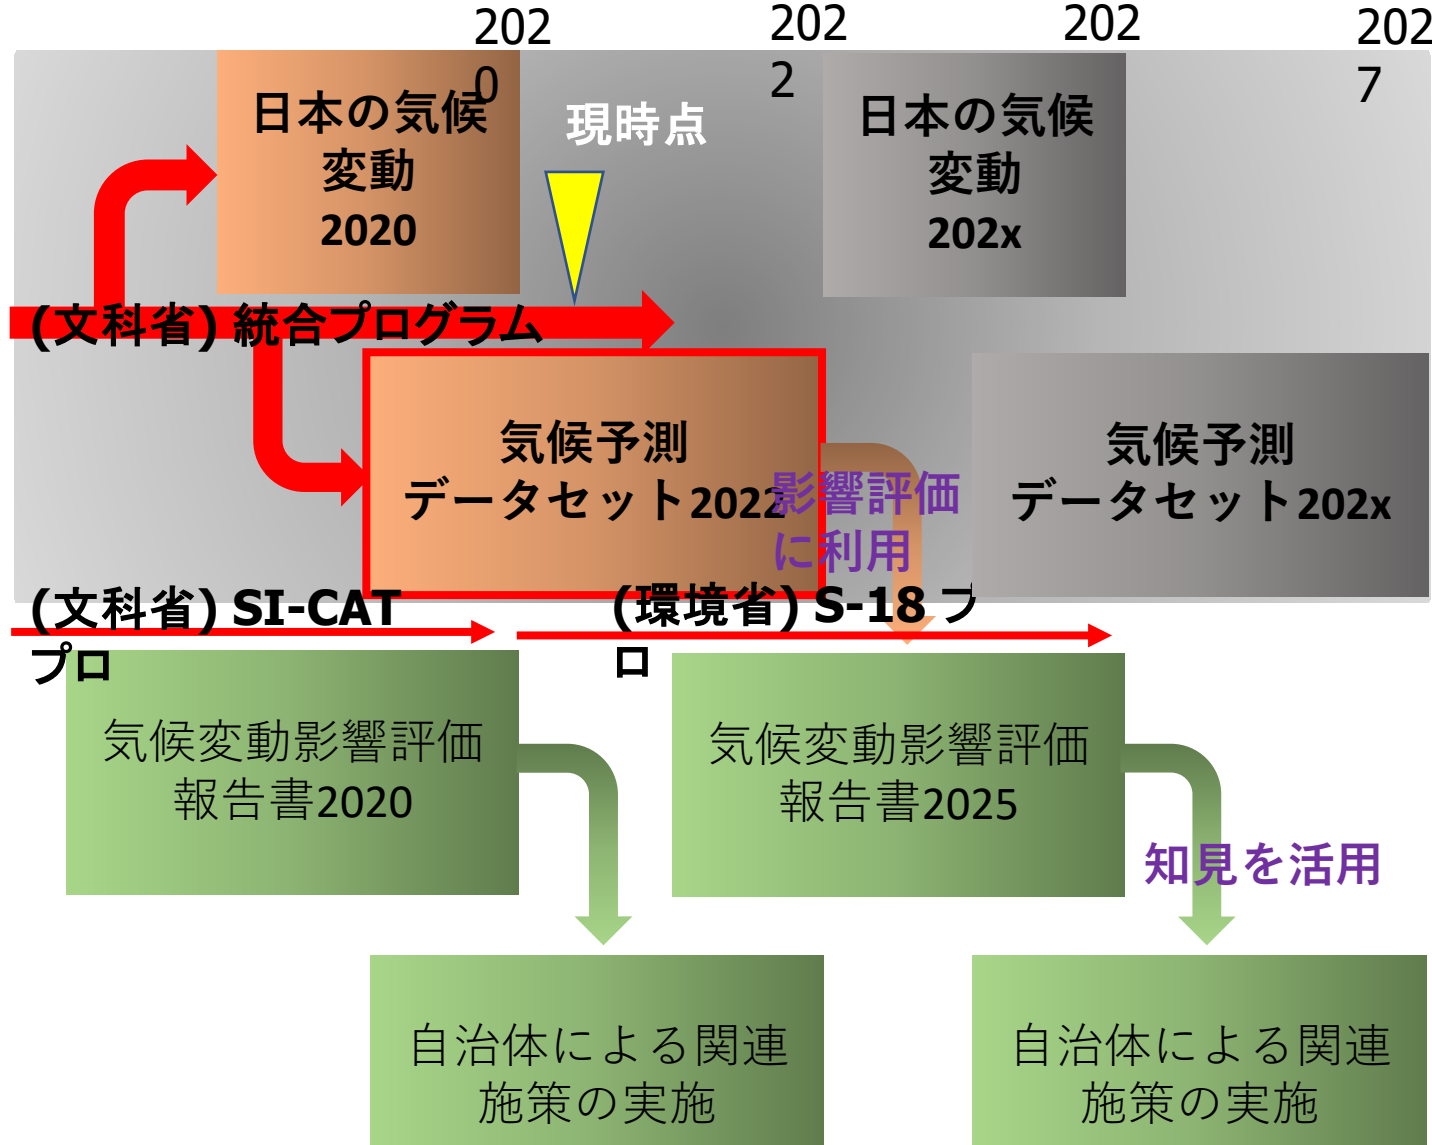 202
0
202
2
202
202
7
日本の気候
変動
2020
現時点
日本の気候
変動
202x
(文科省) 統合プログラム
気候予測
データセット2022
影響評価
に利用
気候予測
データセット202x
(文科省) SI-CAT
プロ
(環境省) S-18 プ
ロ
気候変動影響評価
報告書2020
気候変動影響評価
報告書2025
知見を活用
自治体による関連
施策の実施
自治体による関連
施策の実施